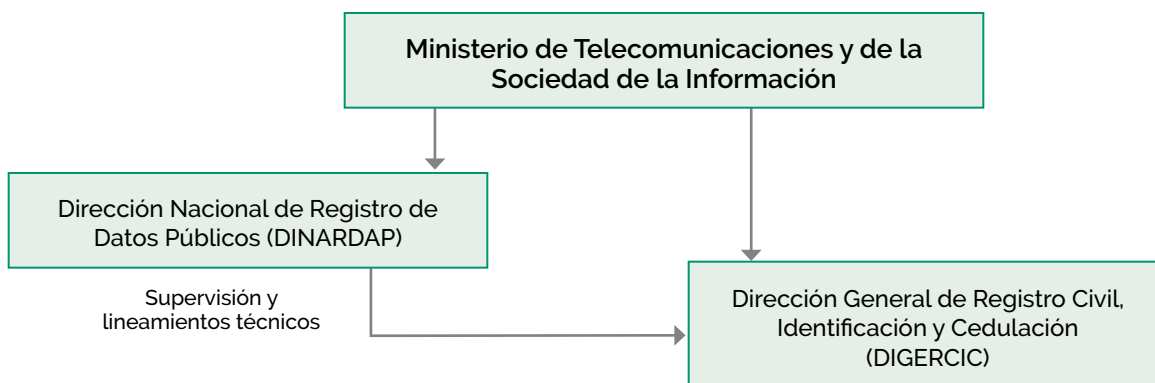 Ministerio de Telecomunicaciones y de la
Sociedad de la Información
Dirección Nacional de Registro de
Datos Públicos (DINARDAP)
Supervisión y
lineamientos técnicos
Dirección General de Registro Civil,
Identificación y Cedulación
(DIGERCIC)